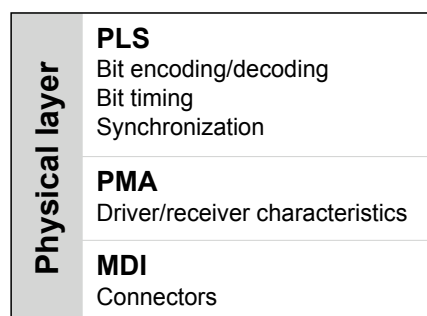 Physical layer
PLS
Bit encoding/decoding
Bit timing
Synchronization
PMA
Driver/receiver characteristics
MDI
Connectors